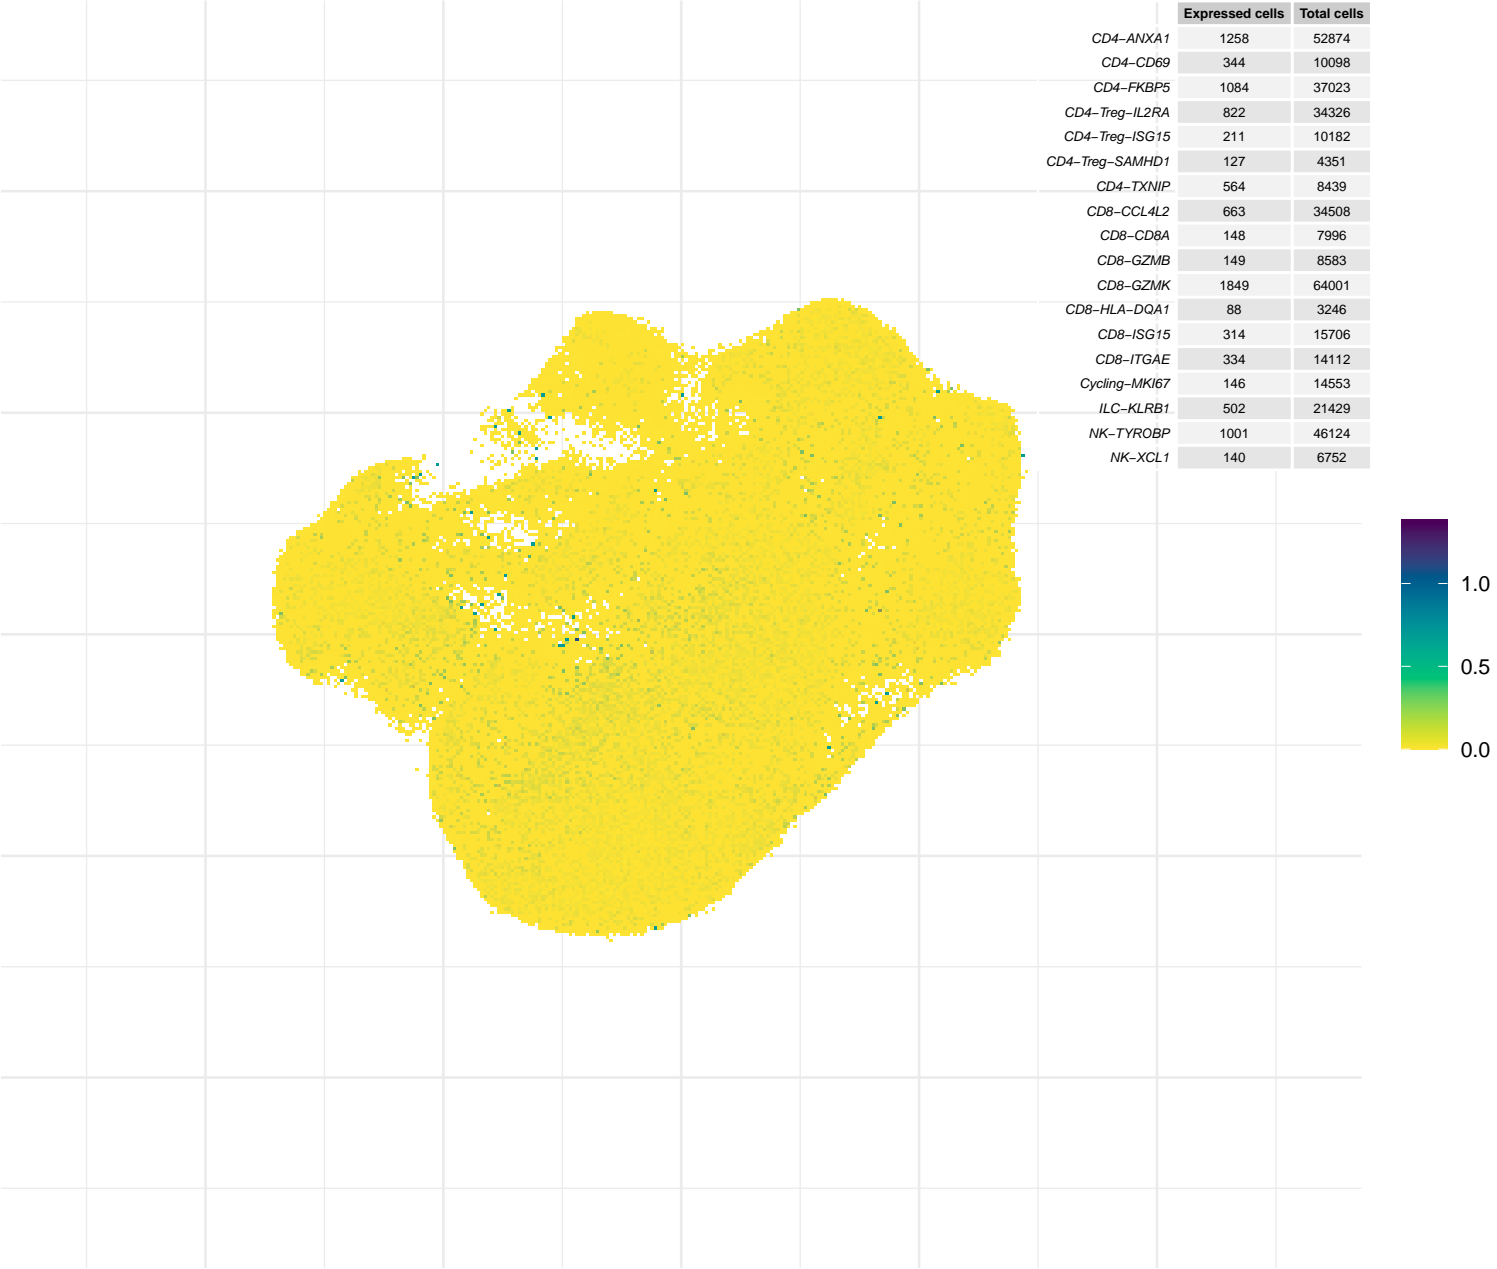 Expressed cells Total cells
CD4−ANXA1 1258 52874
CD4−CD69 344 10098
CD4−FKBP5 1084 37023
CD4−Treg−IL2RA 822 34326
CD4−Treg−ISG15 211 10182
CD4−Treg−SAMHD1 127 4351
CD4−TXNIP 564 8439
CD8−CCL4L2 663 34508
CD8−CD8A 148 7996
CD8−GZMB 149 8583
CD8−GZMK 1849 64001
CD8−HLA−DQA1 88 3246
CD8−ISG15 314 15706
CD8−ITGAE 334 14112
Cycling−MKI67 146 14553
ILC−KLRB1 502 21429
NK−TYROBP 1001 46124
NK−XCL1 140 6752
1.0
0.5
0.0